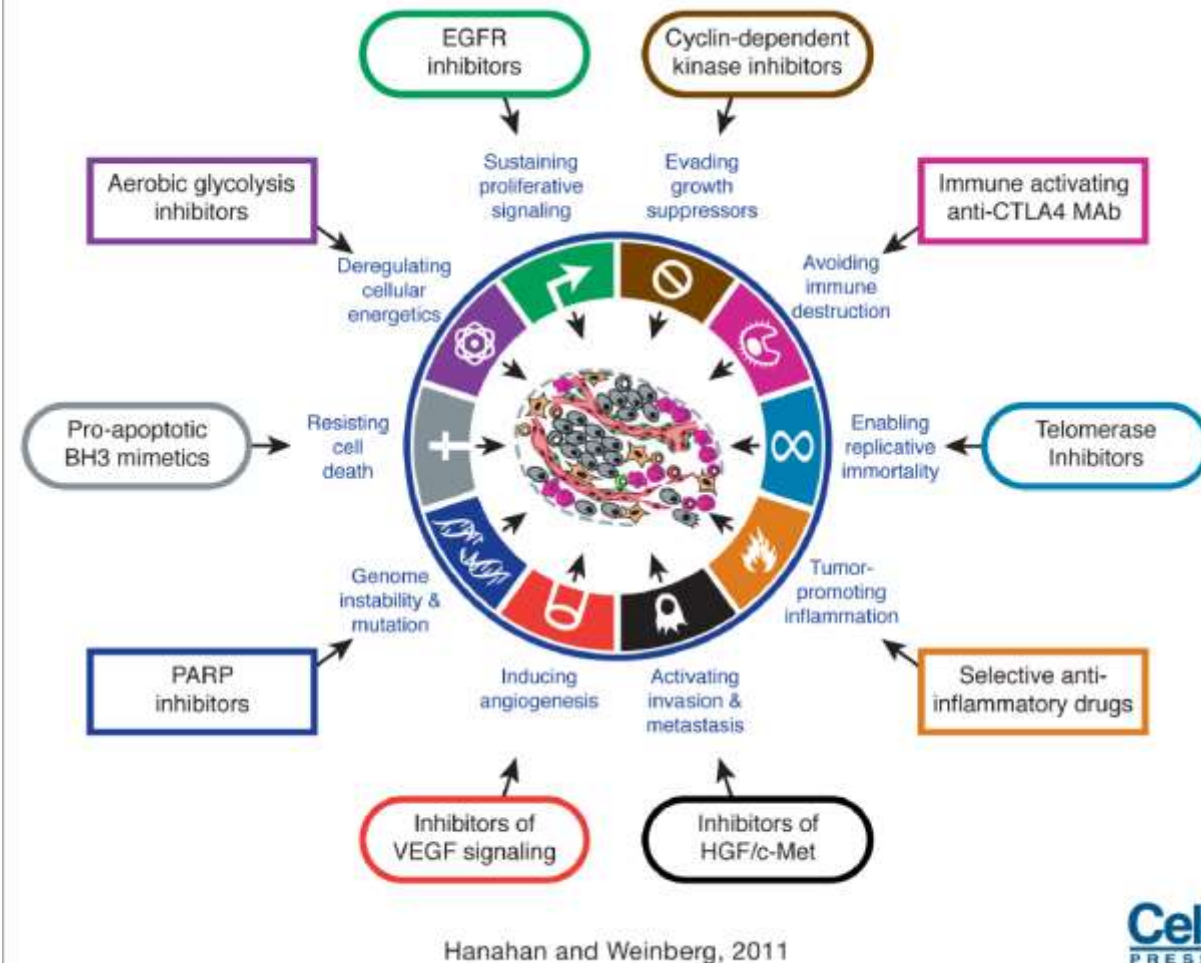 EGFR
inhibitors
Cyclin-dependent
kinase inhibitors
Sustaining
proliferative
signaling
Evading
growth
suppressors
Aerobic glycolysis
inhibitors
Immune activating
anti-CTLA4 MAb
Deregulating
cellular
energetics
Avoiding
immune
destruction
Pro-apoptotic
BH3 mimetics
Resisting
cell
death
Enabling
replicative
immortality
Telomerase
Inhibitors
Genome
instability &
mutation
Tumor-
promoting
inflammation
PARP
inhibitors
Inducing
angiogenesis
Activating
invasion &
metastasis
Selective anti-
inflammatory drugs
Inhibitors of
VEGF signaling
Inhibitors of
HGF/c-Met
Hanahan and Weinberg, 2011
Cel
PRES